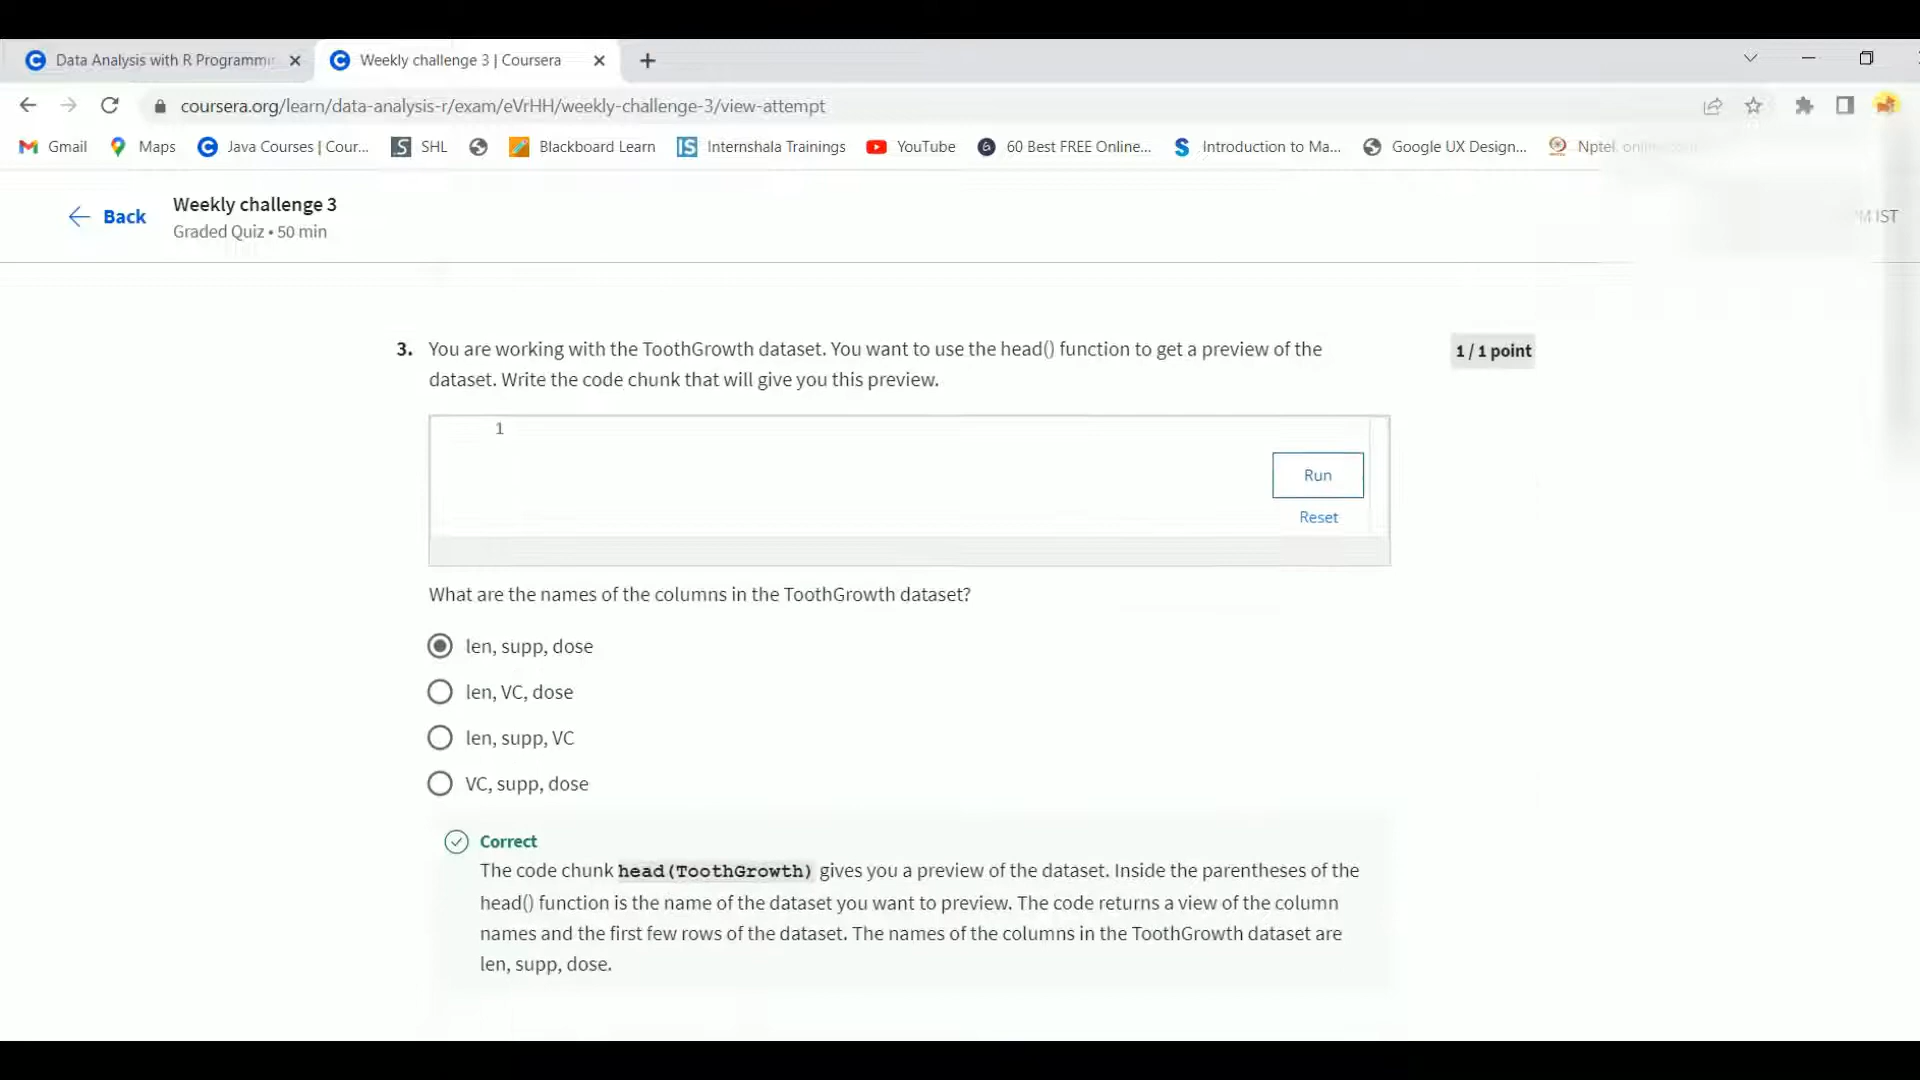 Data Analysis with R Programmi
Weekly challenge 3 | Coursera
coursera.org/learn/data-analysis-r/exam/eVrHH/weekly-challenge-3/view-attempt
Gmail Maps Java Courses | Cour... SHL Blackboard Learn Internshala Trainings YouTube 60 Best FREE Online... Introduction to Ma... Google UX Design... Nptel,
Back
Weekly challenge 3
Graded Quiz • 50 min
IST
3. You are working with the ToothGrowth dataset. You want to use the head() function to get a preview of the
dataset. Write the code chunk that will give you this preview.
1 / 1 point
1
Run
Reset
What are the names of the columns in the ToothGrowth dataset?
len, supp, dose
len, VC, dose
len, supp, VC
VC, supp, dose
Correct
The code chunk head(ToothGrowth) gives you a preview of the dataset. Inside the parentheses of the
head() function is the name of the dataset you want to preview. The code returns a view of the column
names and the first few rows of the dataset. The names of the columns in the ToothGrowth dataset are
len, supp, dose.